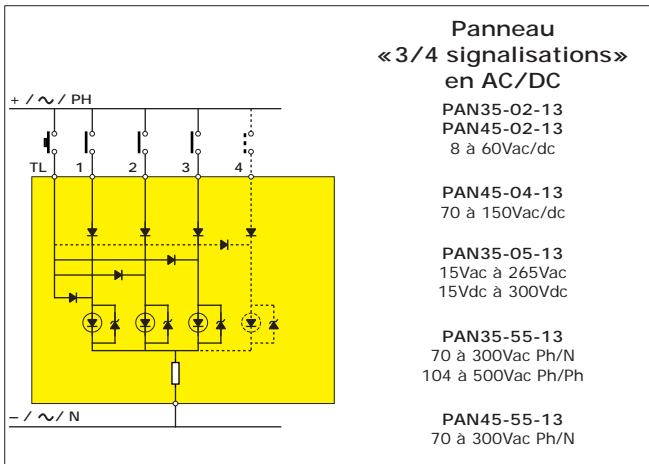 Panneau
«3/4 signalisations»
en AC/DC
PAN35-02-13
PAN45-02-13
8 à 60Vac/dc
PAN45-04-13
70 à 150Vac/dc
PAN35-05-13
15Vac à 265Vac
15Vdc à 300Vdc
PAN35-55-13
70 à 300Vac Ph/N
104 à 500Vac Ph/Ph
PAN45-55-13
70 à 300Vac Ph/N
+ / ~ / PH
TL 1 2 3 4
– / ~ / N